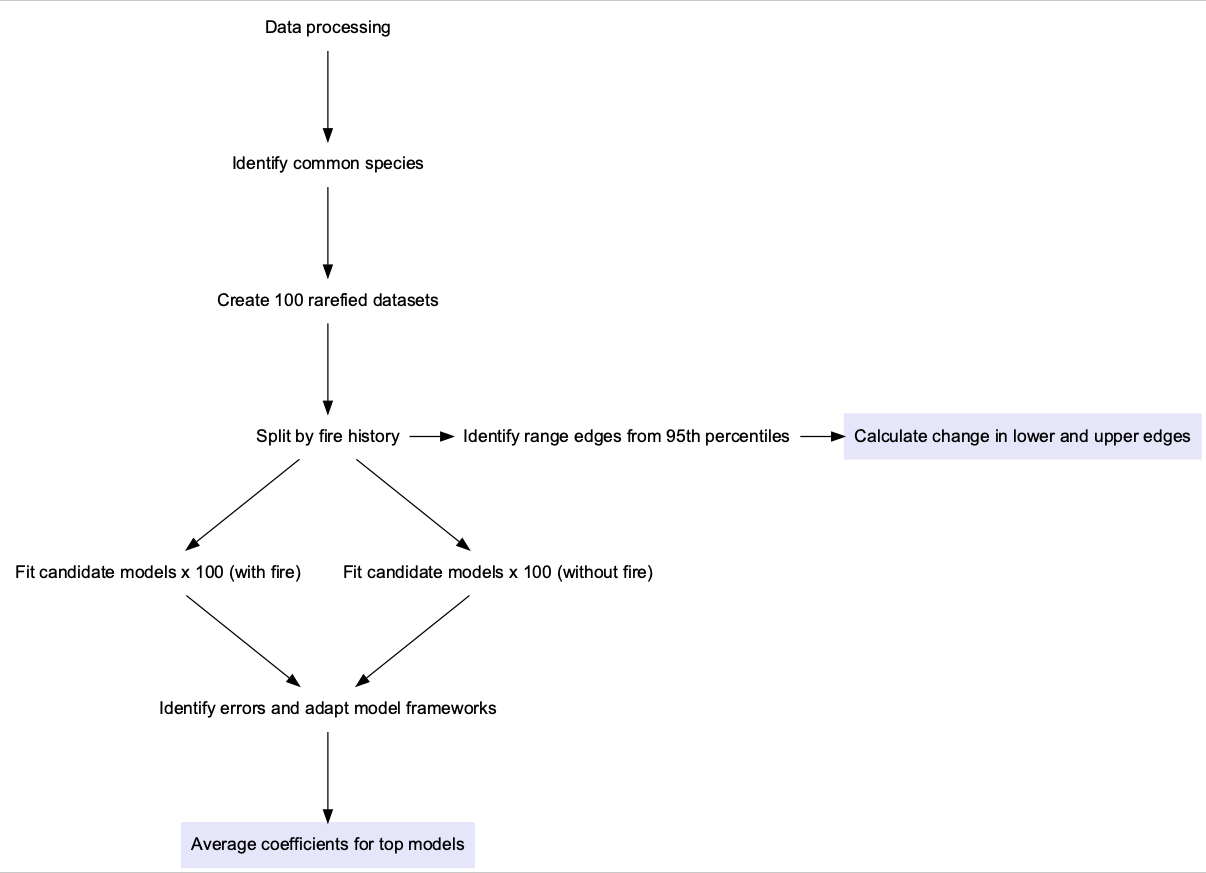 Data processing
Identify common species
Create 100 rarefied datasets
Split by fire history
Identify range edges from 95th percentiles
Calculate change in lower and upper edges
Fit candidate models x 100 (with fire)
Fit candidate models x 100 (without fire)
Identify errors and adapt model frameworks
Average coefficients for top models